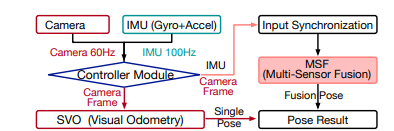 Camera
IMU (Gyro+Accel)
Input Synchronization
Camera 60Hz
IMU 100Hz
IMU
Controller Module
Camera
Frame
MSF
(Multi-Sensor Fusion)
Camera
Frame
Single
Pose
Fusion Pose
SVO (Visual Odometry)
Pose Result